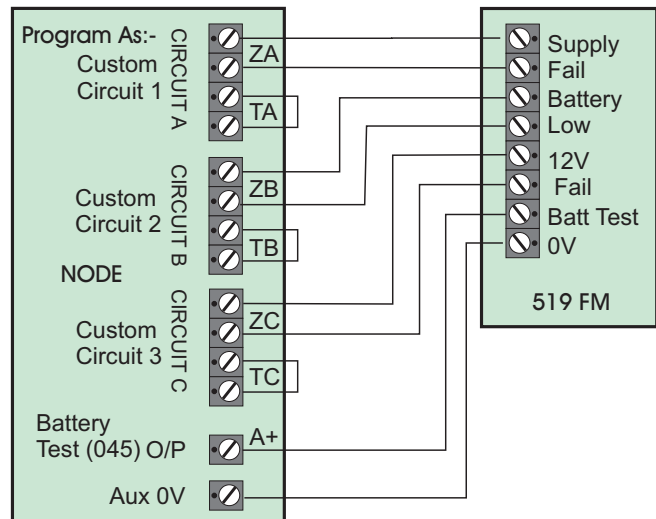 Program As:-
Custom
Circuit 1
CIRCUIT A
ZA
TA
Custom
Circuit 2
CIRCUIT B
ZB
TB
NODE
Custom
Circuit 3
CIRCUIT C
ZC
TC
Battery
Test (045) O/P
A+
Aux 0V
Supply
Fail
Battery
Low
12V
Fail
Batt Test
0V
519 FM